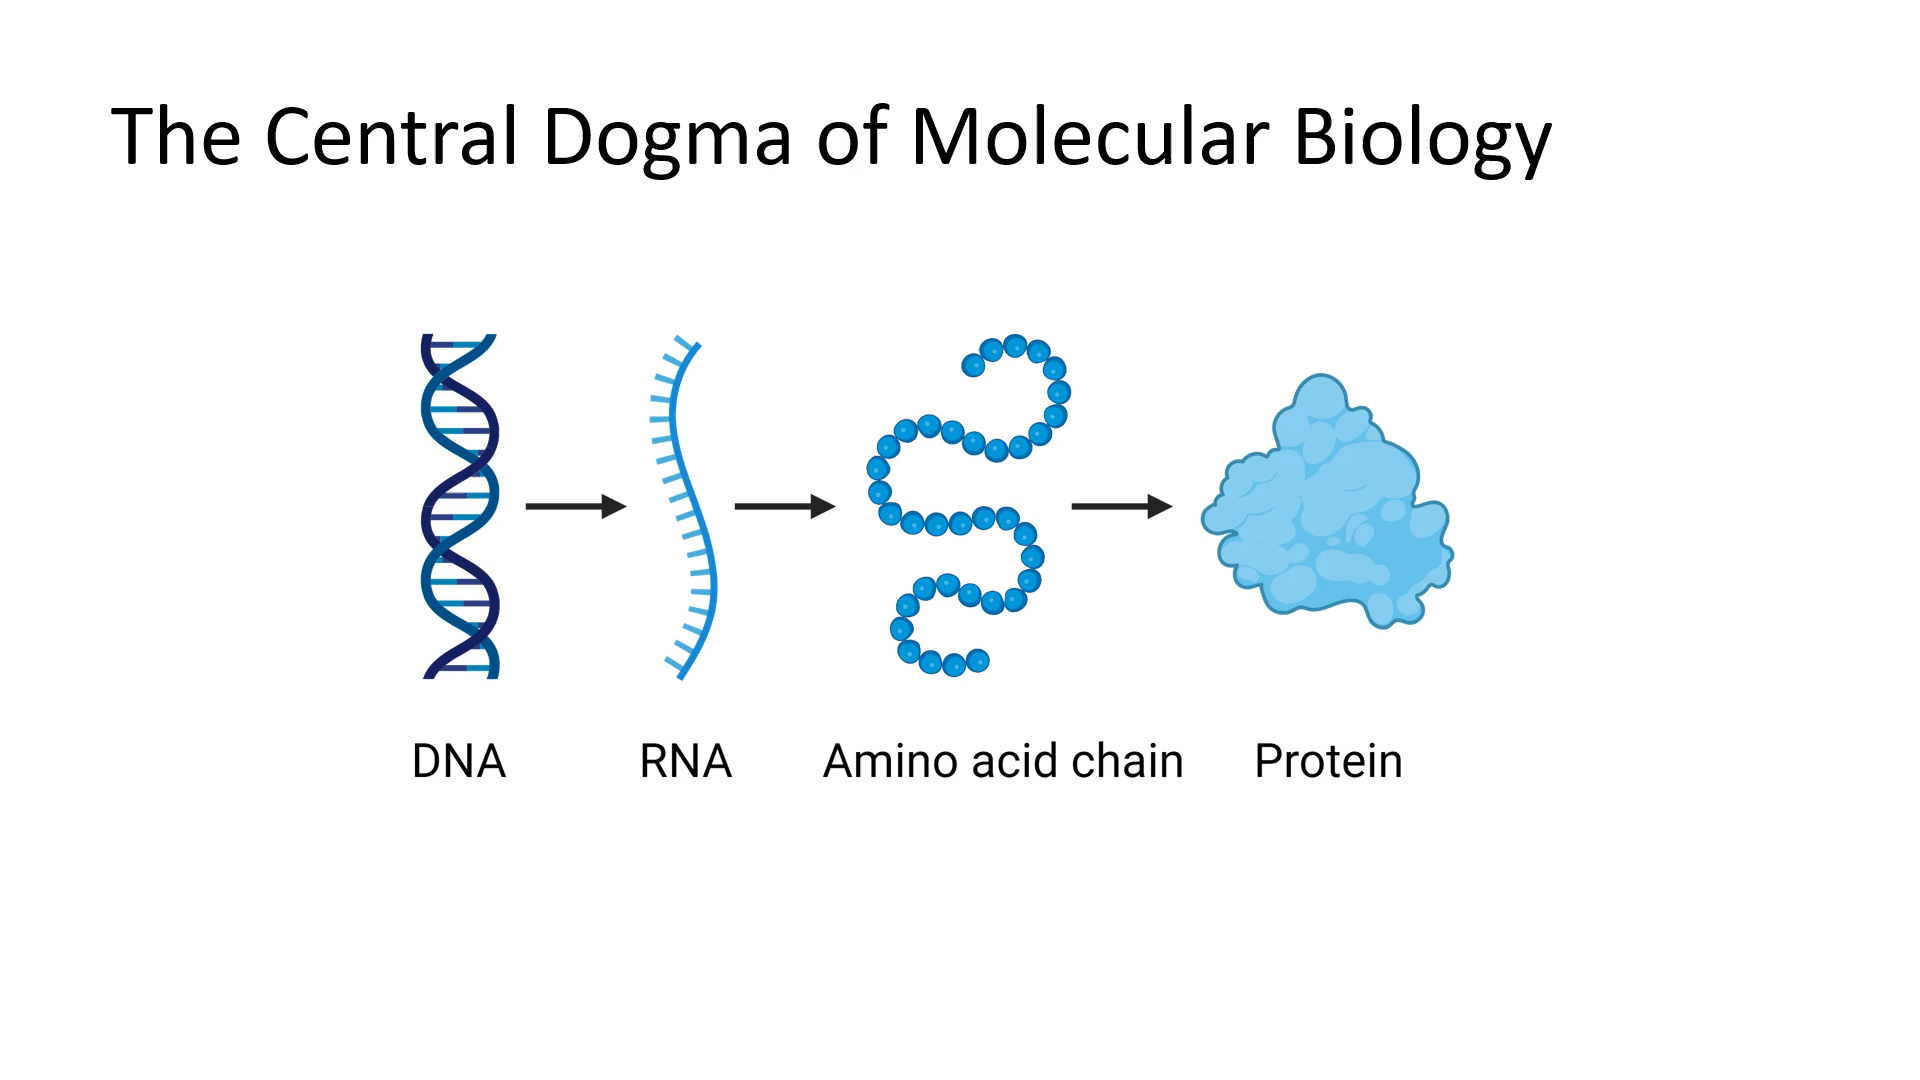 The Central Dogma of Molecular Biology
DNA
RNA
Amino acid chain
Protein